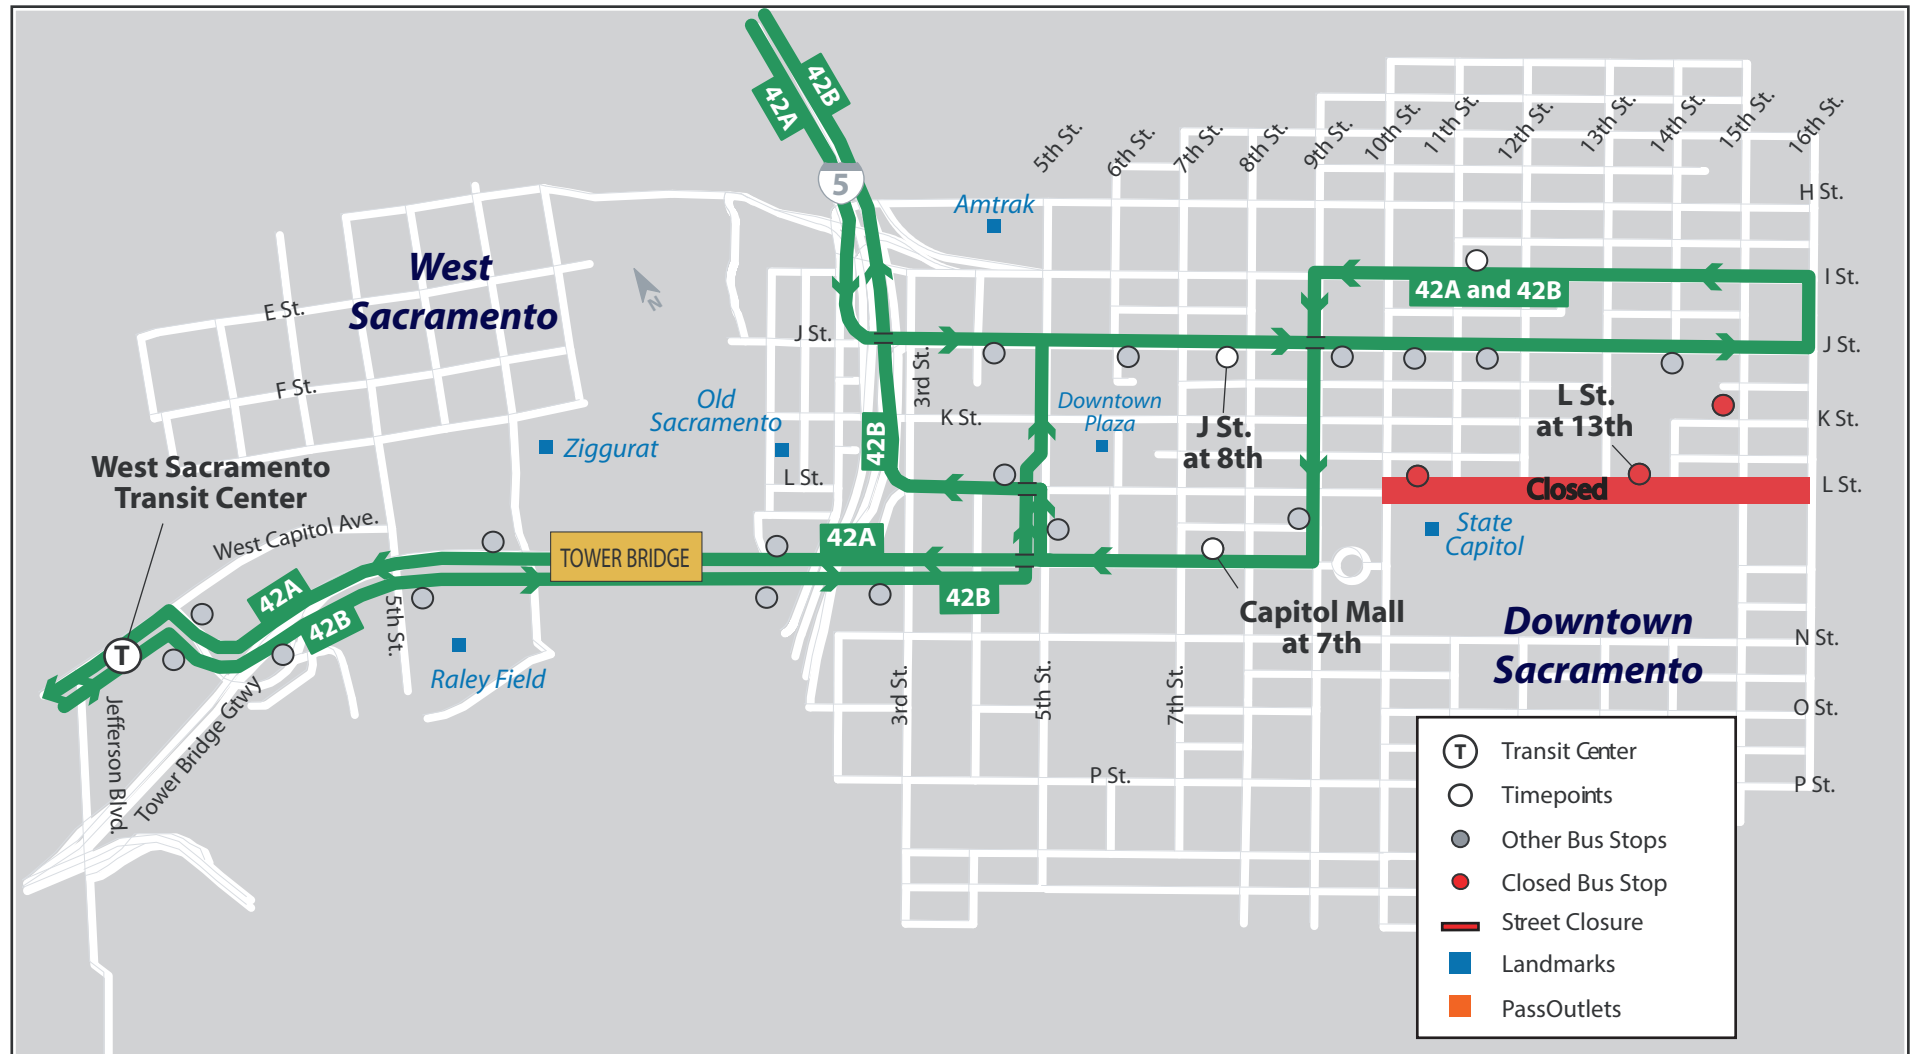 42B
42A
5
5th St.
6th St.
7th St.
8th St.
9th St.
10th St.
11th St.
12th St.
13th St.
14th St.
15th St.
16th St.
H St.
Amtrak
West
Sacramento
N
E St.
I St.
42A and 42B
J St.
3rd St.
J St.
F St.
Old
Sacramento
K St.
Downtown
Plaza
J St.
at 8th
L St.
at 13th
K St.
42B
Ziggurat
L St.
West Sacramento
Transit Center
Closed
L St.
West Capitol Ave.
State
Capitol
TOWER BRIDGE
42A
42B
42A
42B
5th St.
Capitol Mall
at 7th
Downtown
Sacramento
N St.
T
Raley Field
Jefferson Blvd.
Tower Bridge Gtwy
3rd St.
5th St.
7th St.
O St.
P St.
P St.
T
Transit Center
Timepoints
Other Bus Stops
Closed Bus Stop
Street Closure
Landmarks
PassOutlets